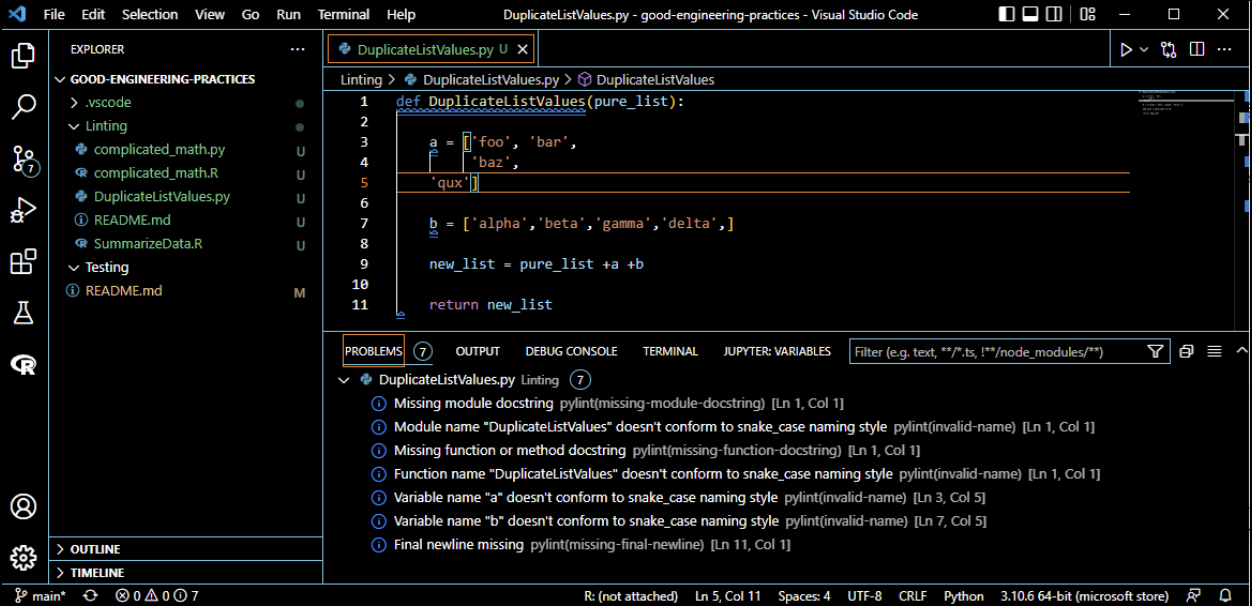 File Edit Selection View Go Run Terminal Help DuplicateListValues.py - good-engineering-practices - Visual Studio Code
EXPLORER
GOOD-ENGINEERING-PRACTICES
.vscode
Linting
complicated_math.py U
complicated_math.R U
DuplicateListValues.py U
README.md U
SummarizeData.R U
Testing
README.md M
OUTLINE
TIMELINE
7
DuplicateListValues.py U
Linting > DuplicateListValues.py > DuplicateListValues
1 def DuplicateListValues(pure_list):
2
3 a = ['foo', 'bar',
4 'baz',
5 'qux']
6
7 b = ['alpha','beta','gamma','delta',]
8
9 new_list = pure_list +a +b
10
11 return new_list
PROBLEMS 7 OUTPUT DEBUG CONSOLE TERMINAL JUPYTER: VARIABLES Filter (e.g. text, **/*.ts, !**/node_modules/**)
DuplicateListValues.py Linting 7
Missing module docstring pylint(missing-module-docstring) [Ln 1, Col 1]
Module name "DuplicateListValues" doesn't conform to snake_case naming style pylint(invalid-name) [Ln 1, Col 1]
Missing function or method docstring pylint(missing-function-docstring) [Ln 1, Col 1]
Function name "DuplicateListValues" doesn't conform to snake_case naming style pylint(invalid-name) [Ln 1, Col 1]
Variable name "a" doesn't conform to snake_case naming style pylint(invalid-name) [Ln 3, Col 5]
Variable name "b" doesn't conform to snake_case naming style pylint(invalid-name) [Ln 7, Col 5]
Final newline missing pylint(missing-final-newline) [Ln 11, Col 1]
main* 0 0 7 R: (not attached) Ln 5, Col 11 Spaces: 4 UTF-8 CRLF Python 3.10.6 64-bit (microsoft store)